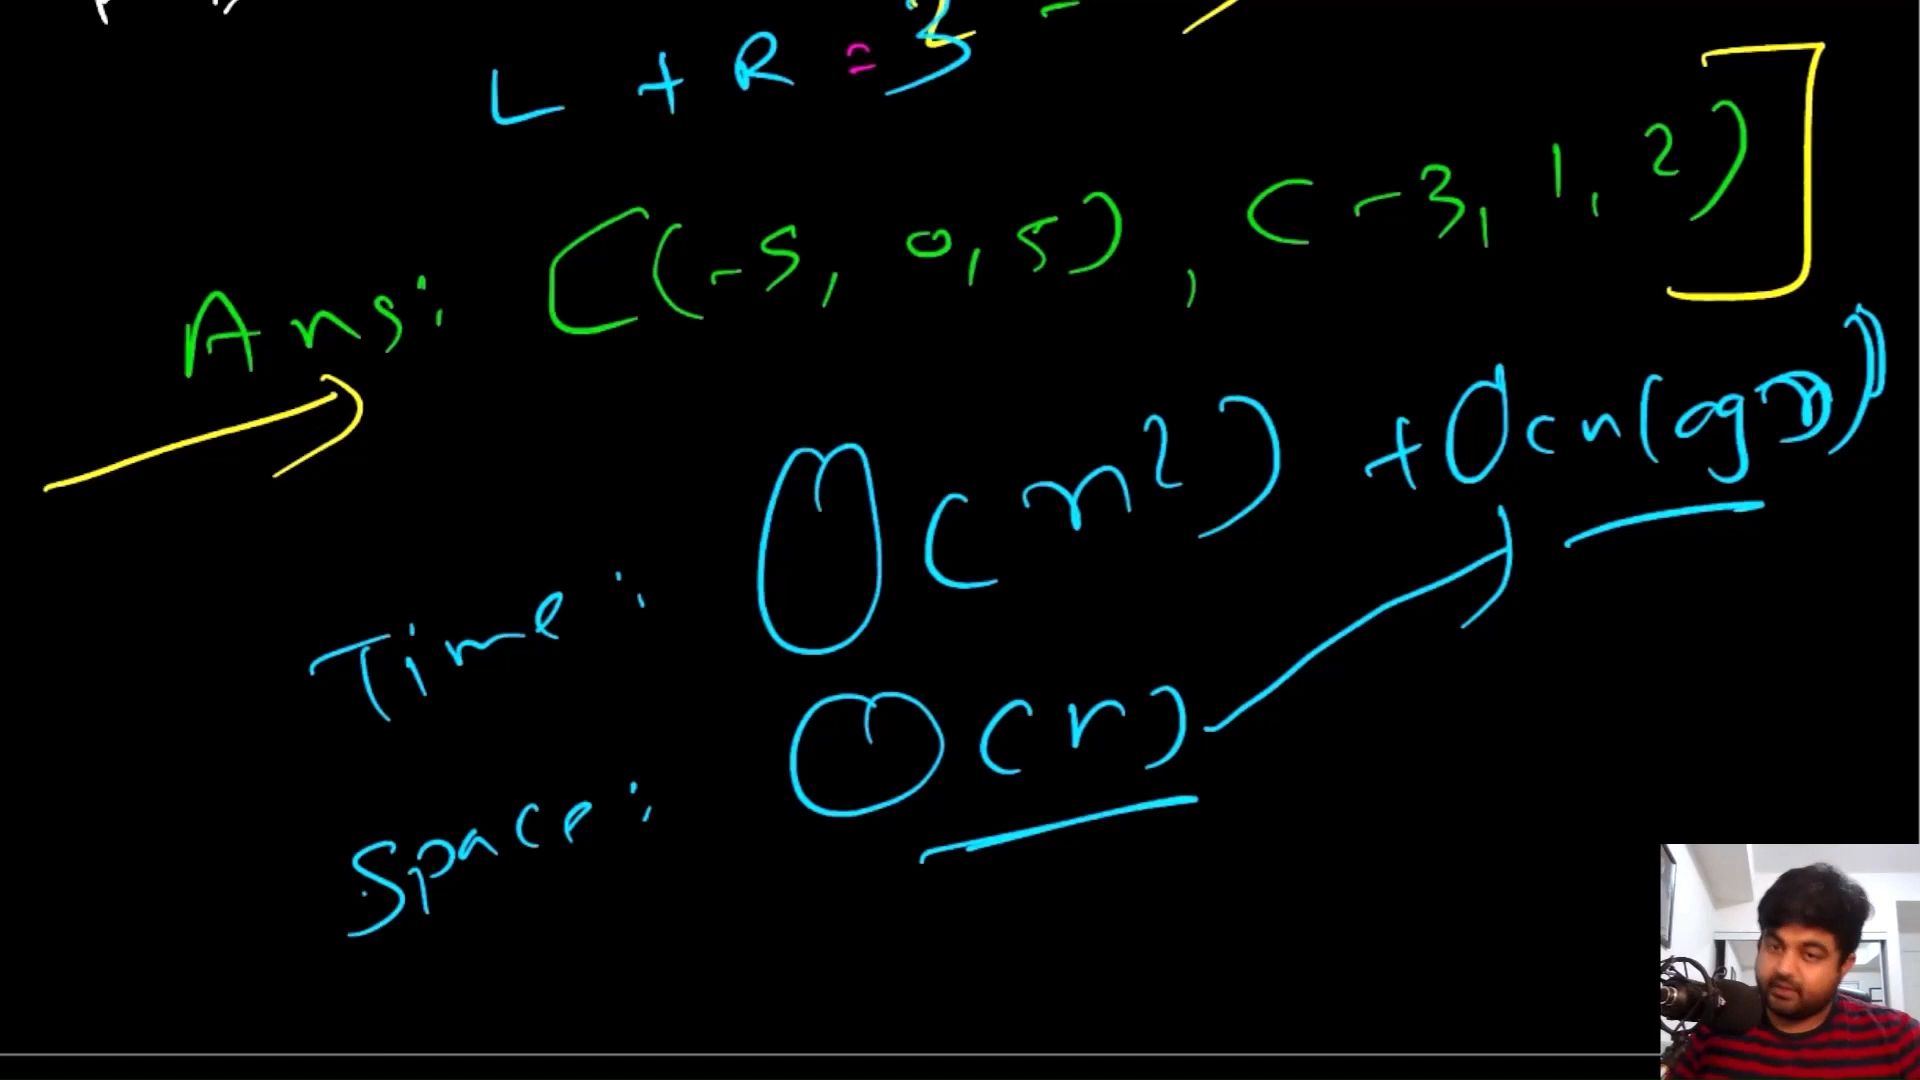 L + R = 3
Ans: [(-5, 0, 5), (-3, 1, 2)]
Time: O(n²) + O(n log n))
Space: O(n)